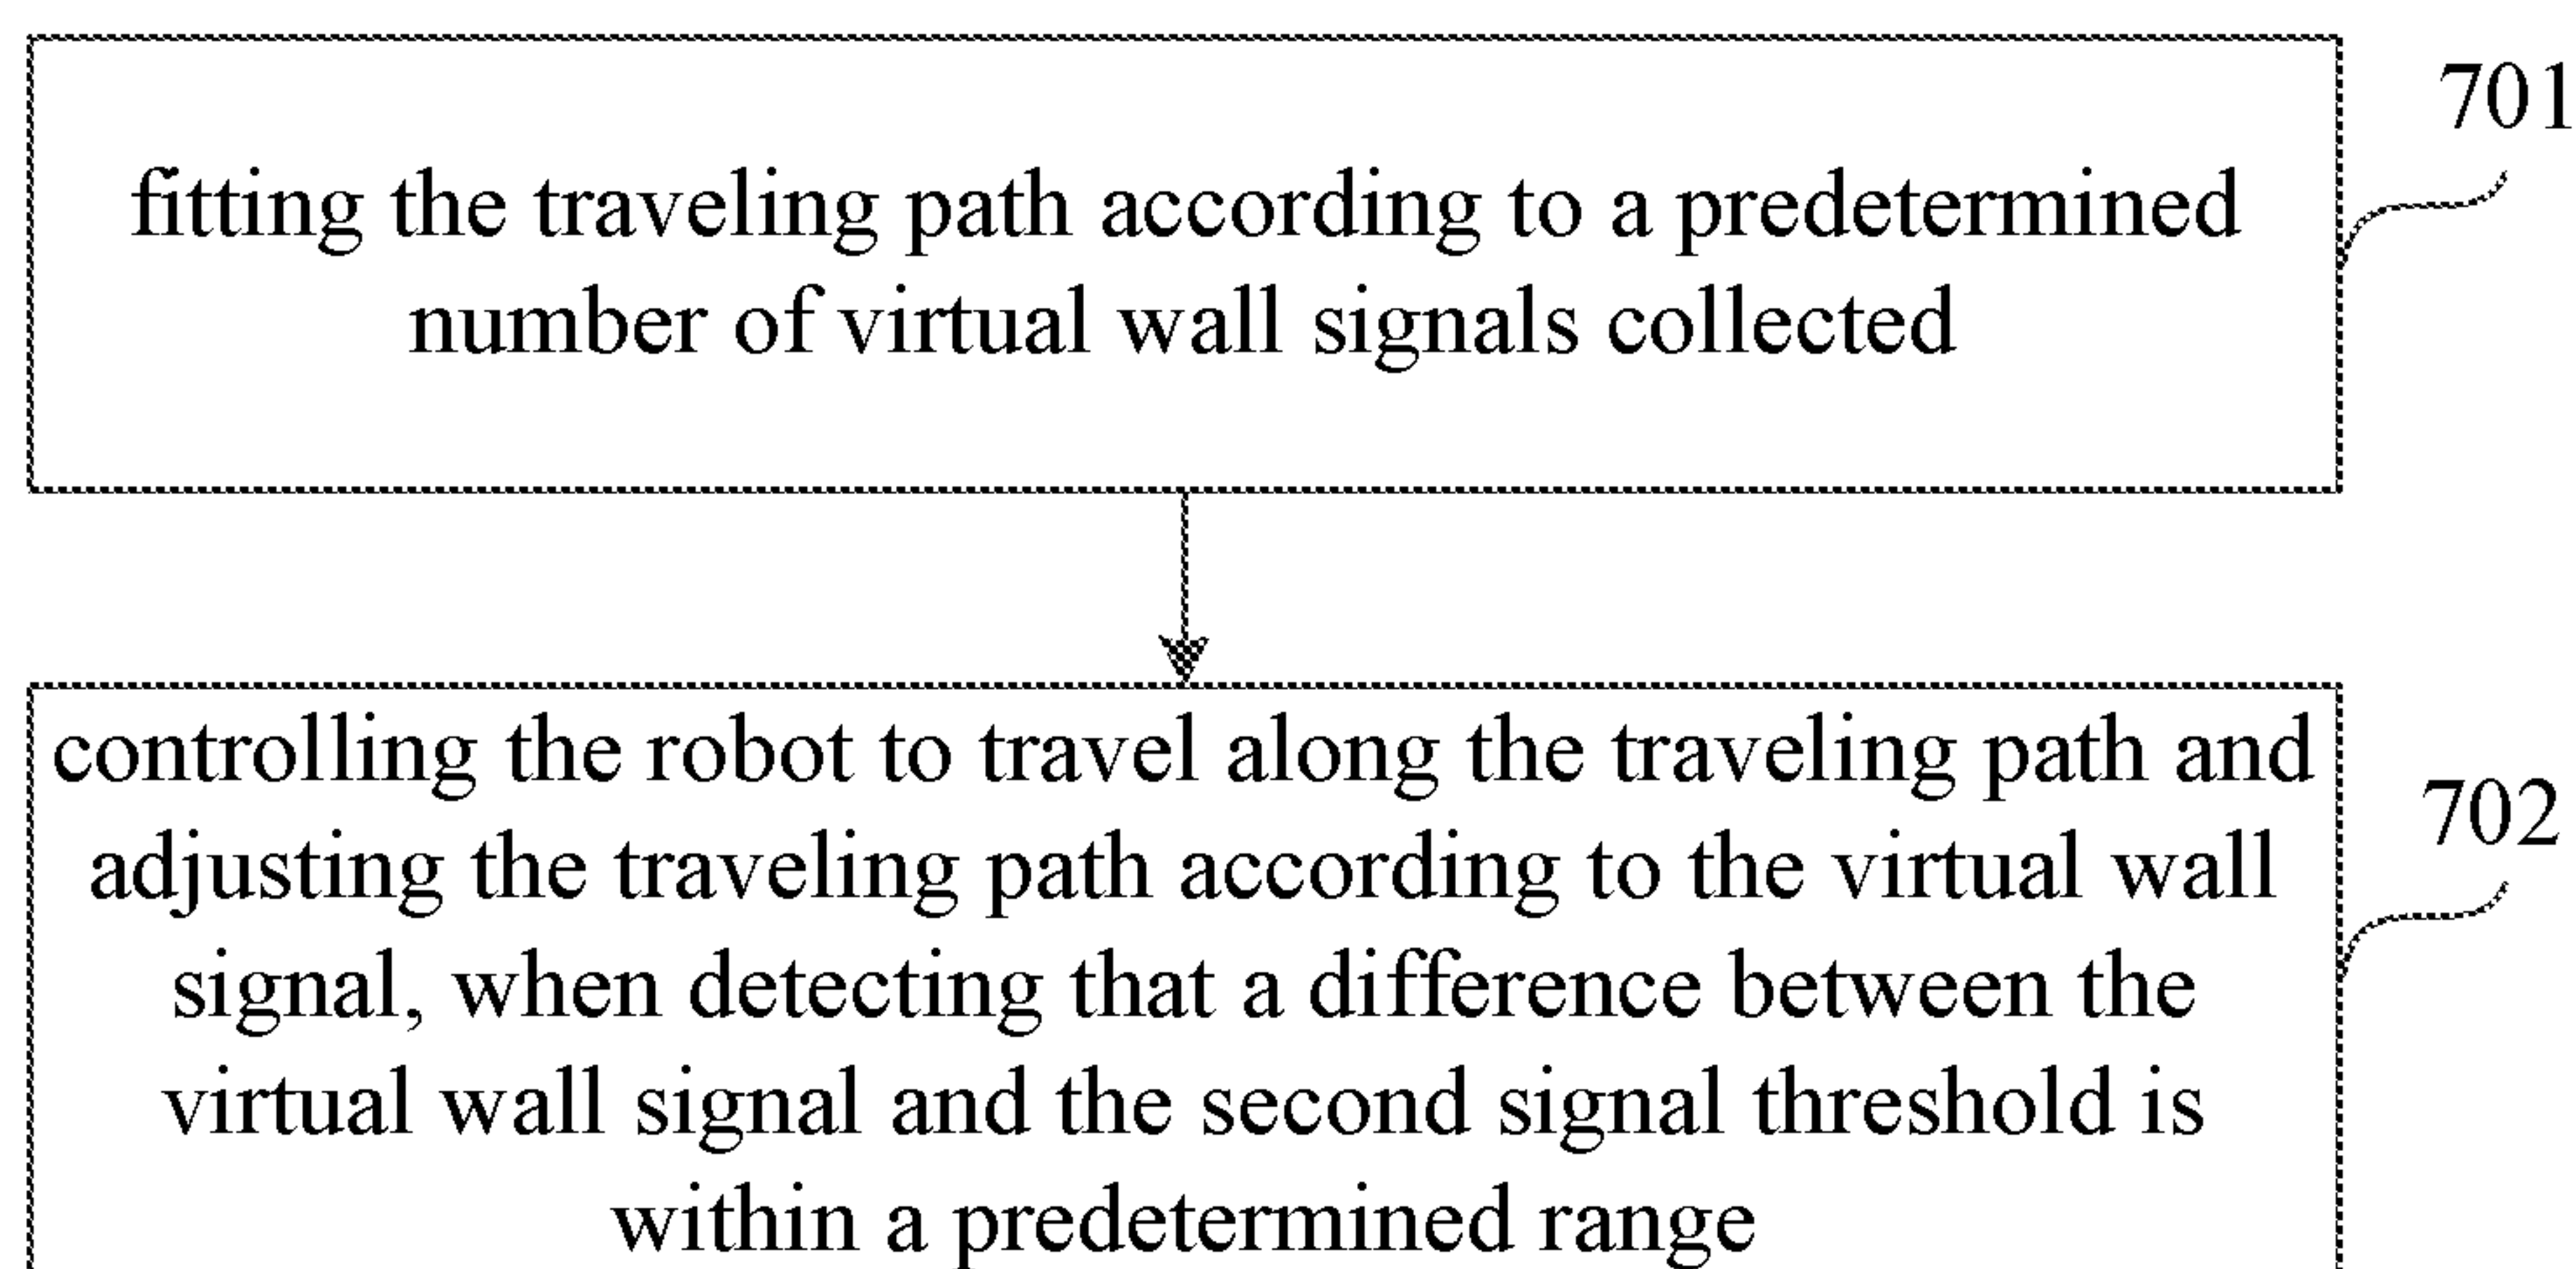 701
fitting the traveling path according to a predetermined
number of virtual wall signals collected
controlling the robot to travel along the traveling path and
702
adjusting the traveling path according to the virtual wall
signal, when detecting that a difference between the
virtual wall signal and the second signal threshold is
within a predetermined range